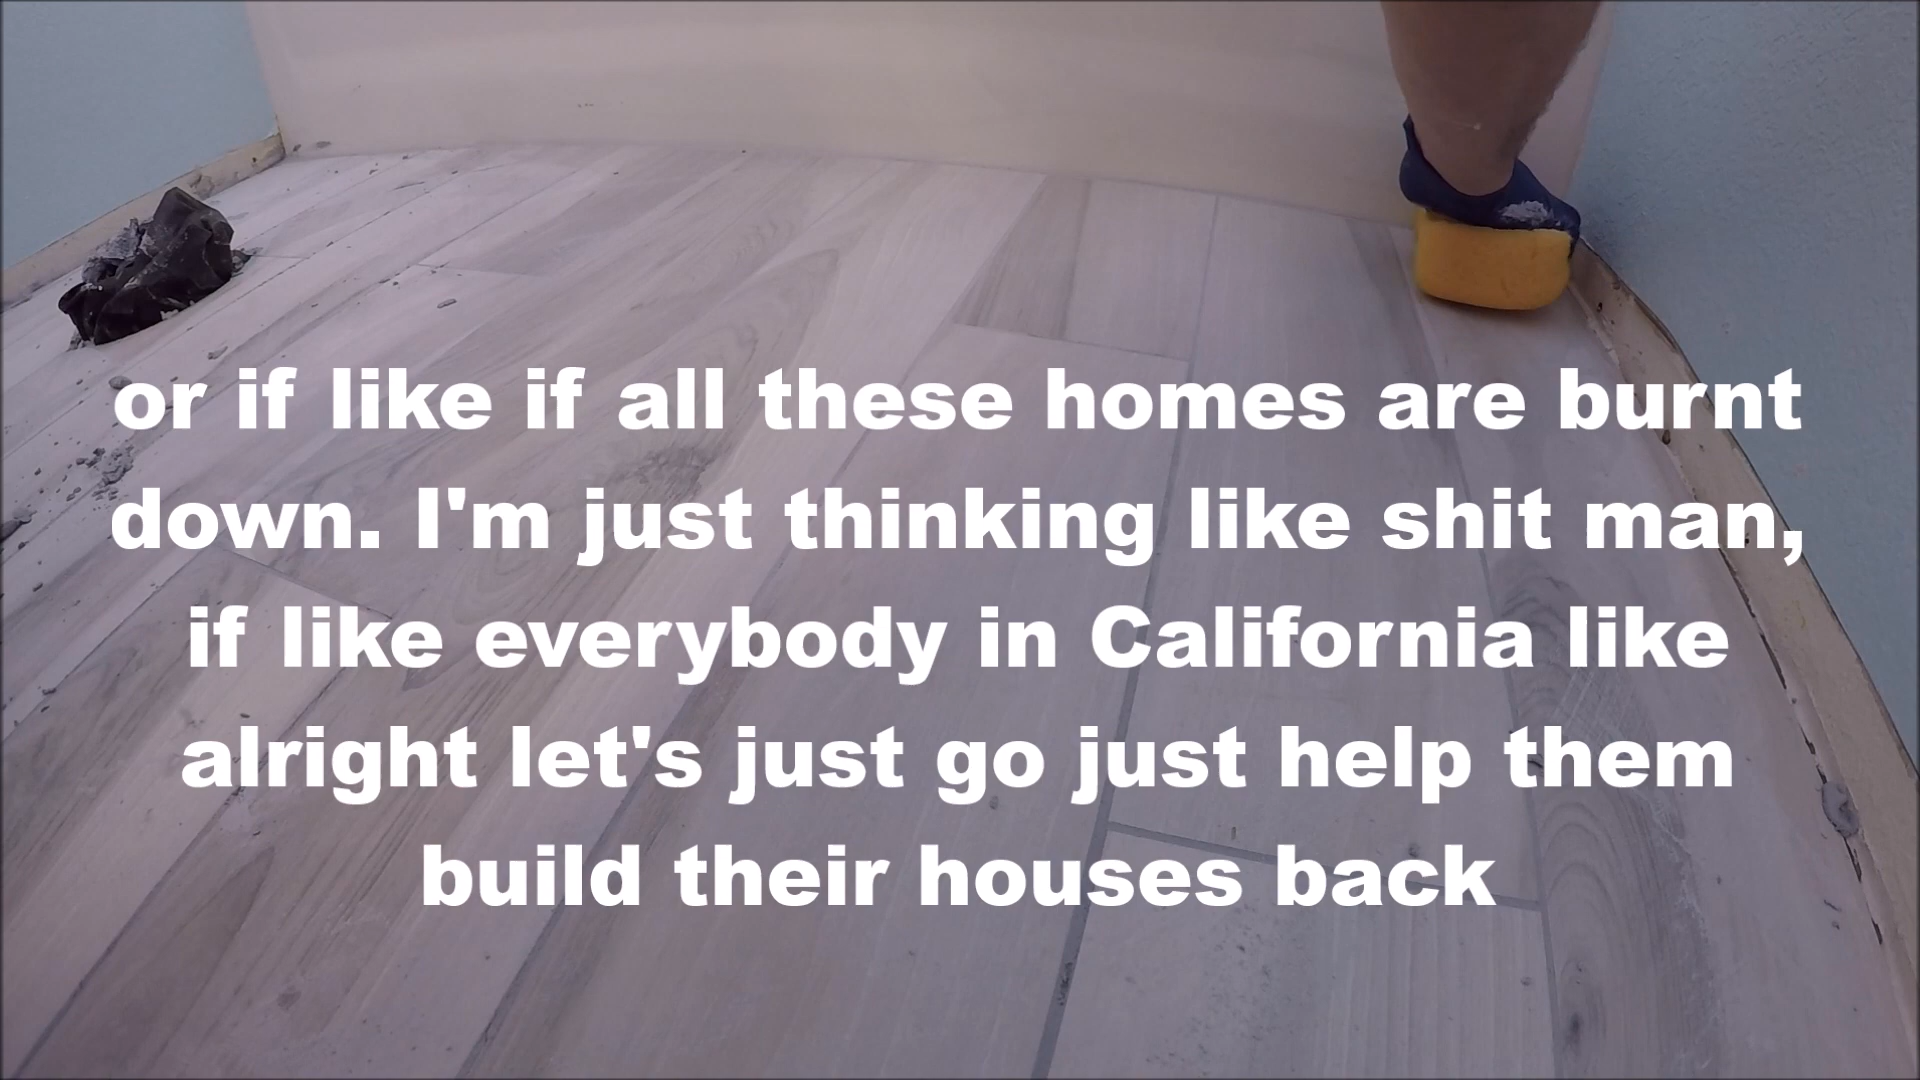 or if like if all these homes are burnt
down. I'm just thinking like shit man,
if like everybody in California like
alright let's just go just help them
build their houses back